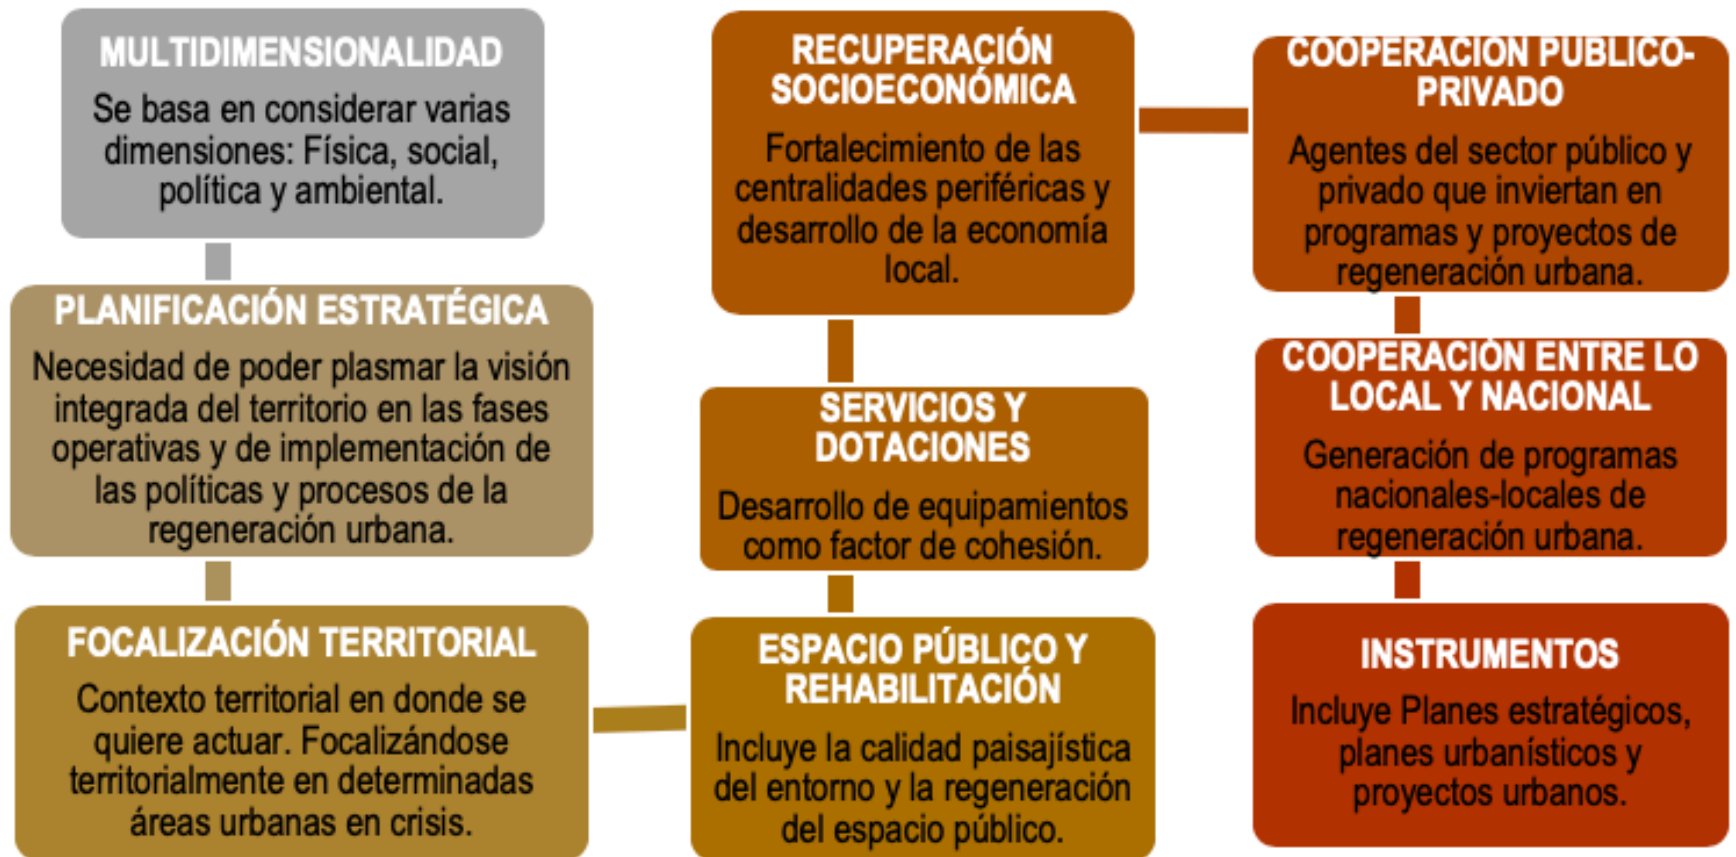 MULTIDIMENSIONALIDAD
Se basa en considerar varias
dimensiones: Física, social,
política y ambiental.
PLANIFICACIÓN ESTRATÉGICA
Necesidad de poder plasmar la visión
integrada del territorio en las fases
operativas y de implementación de
las políticas y procesos de la
regeneración urbana.
FOCALIZACIÓN TERRITORIAL
Contexto territorial en donde se
quiere actuar. Focalizándose
territorialmente en determinadas
áreas urbanas en crisis.
ESPACIO PÚBLICO Y
REHABILITACIÓN
Incluye la calidad paisajística
del entorno y la regeneración
del espacio público.
SERVICIOS Y
DOTACIONES
Desarrollo de equipamientos
como factor de cohesión.
RECUPERACIÓN
SOCIOECONÓMICA
Fortalecimiento de las
centralidades periféricas y
desarrollo de la economía
local.
COOPERACIÓN PÚBLICO-
PRIVADO
Agentes del sector público y
privado que inviertan en
programas y proyectos de
regeneración urbana.
COOPERACIÓN ENTRE LO
LOCAL Y NACIONAL
Generación de programas
nacionales-locales de
regeneración urbana.
INSTRUMENTOS
Incluye Planes estratégicos,
planes urbanísticos y
proyectos urbanos.